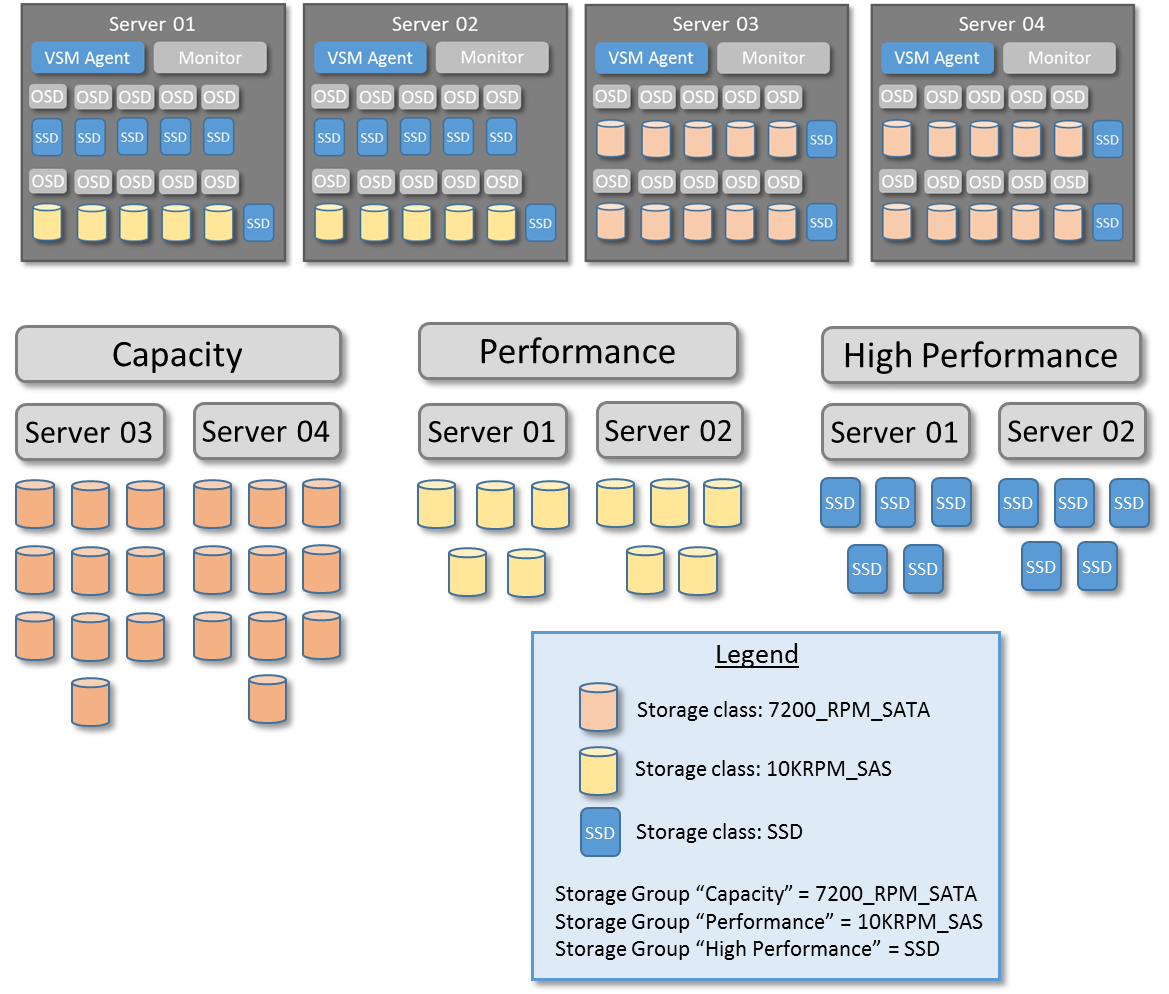 Server 01
VSM Agent Monitor
OSD OSD OSD OSD OSD
SSD SSD SSD SSD SSD
OSD OSD OSD OSD OSD
SSD
Server 02
VSM Agent Monitor
OSD OSD OSD OSD OSD
SSD SSD SSD SSD SSD
OSD OSD OSD OSD OSD
SSD
Server 03
VSM Agent Monitor
OSD OSD OSD OSD OSD
SSD
OSD OSD OSD OSD OSD
SSD
Server 04
VSM Agent Monitor
OSD OSD OSD OSD OSD
SSD
OSD OSD OSD OSD OSD
SSD
Capacity
Server 03 Server 04
Performance
Server 01 Server 02
High Performance
Server 01 Server 02
SSD SSD SSD SSD SSD SSD
SSD SSD SSD SSD
Legend
Storage class: 7200_RPM_SATA
Storage class: 10KRPM_SAS
SSD Storage class: SSD
Storage Group “Capacity” = 7200_RPM_SATA
Storage Group “Performance” = 10KRPM_SAS
Storage Group “High Performance” = SSD